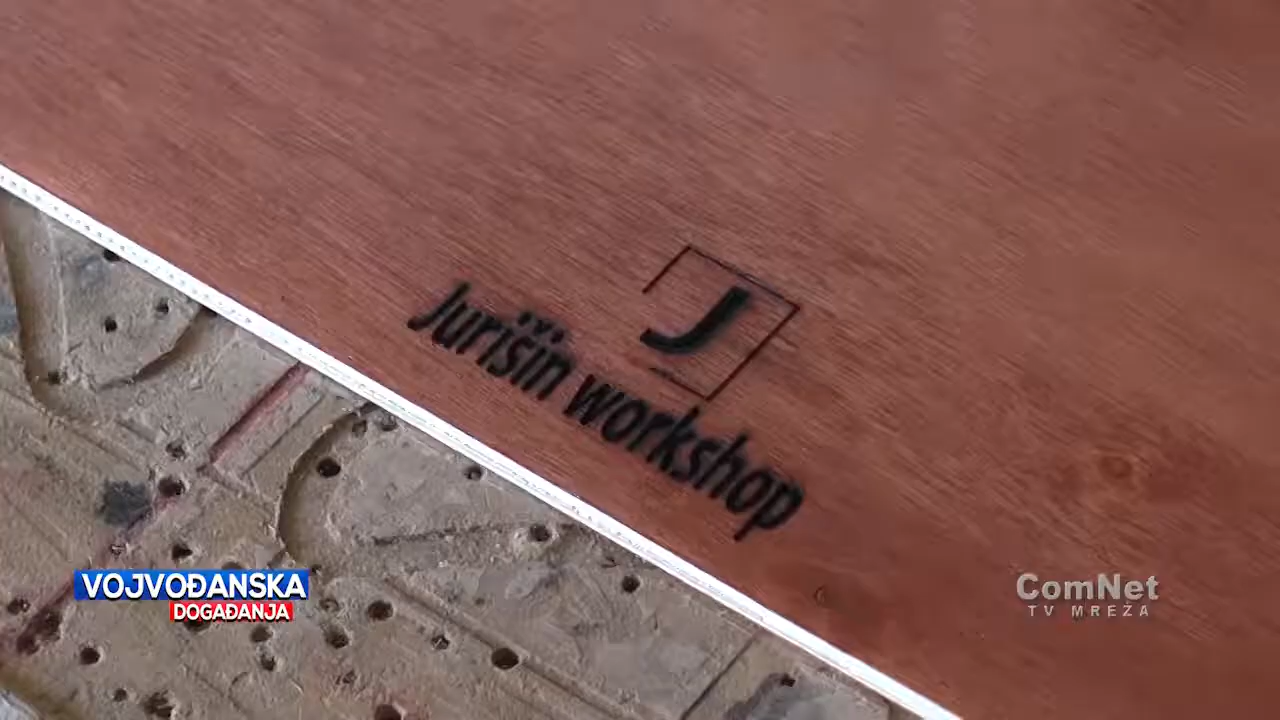 J
Jurišin workshop
VOJVOĐANSKA
DOGAĐANJA
ComNet
TV MREŽA